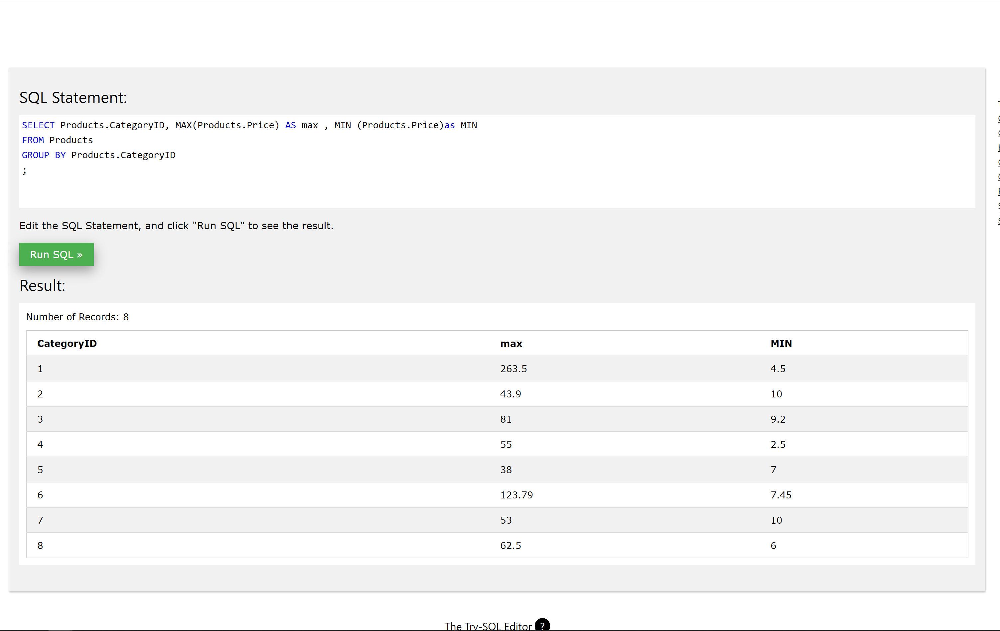 SQL Statement:
SELECT Products.CategoryID, MAX(Products.Price) AS max , MIN (Products.Price)as MIN
FROM Products
GROUP BY Products.CategoryID
;
Edit the SQL Statement, and click "Run SQL" to see the result.
Run SQL »
Result:
Number of Records: 8
CategoryID max MIN
1 263.5 4.5
2 43.9 10
3 81 9.2
4 55 2.5
5 38 7
6 123.79 7.45
7 53 10
8 62.5 6
The Try-SQL Editor ?